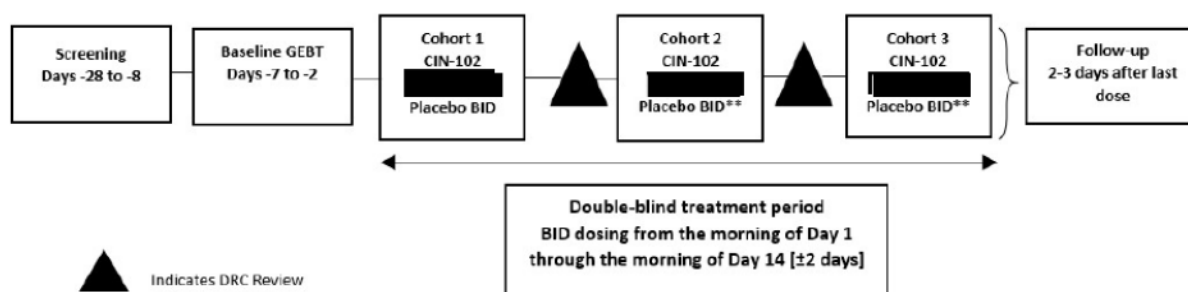 Screening
Days -28 to -8
Baseline GEBT
Days -7 to -2
Cohort 1
CIN-102
Placebo BID
Cohort 2
CIN-102
Placebo BID**
Cohort 3
CIN-102
Placebo BID**
Follow-up
2-3 days after last
dose
Double-blind treatment period
BID dosing from the morning of Day 1
through the morning of Day 14 [±2 days]
Indicates DRC Review